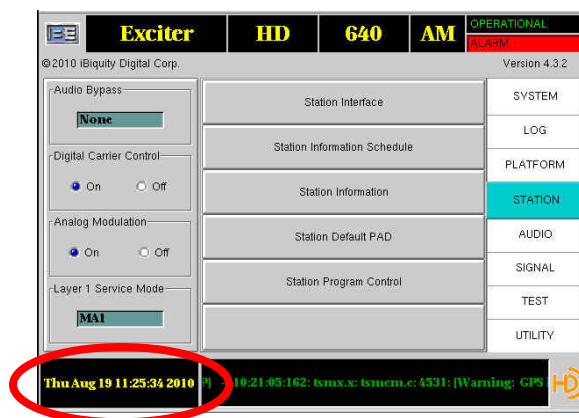 BE Exciter HD 640 AM OPERATIONAL
ALARM
©2010 iBiquity Digital Corp. Version 4.3.2
Audio Bypass
None
Digital Carrier Control
On Off
Analog Modulation
On Off
Layer 1 Service Mode
MA1
Station Interface
Station Information Schedule
Station Information
Station Default PAD
Station Program Control
SYSTEM
LOG
PLATFORM
STATION
AUDIO
SIGNAL
TEST
UTILITY
Thu Aug 19 11:25:34 2010 P] - 10:21:05:162: tsmx.x: tsmem.c: 4531: [Warning: GPS
HD